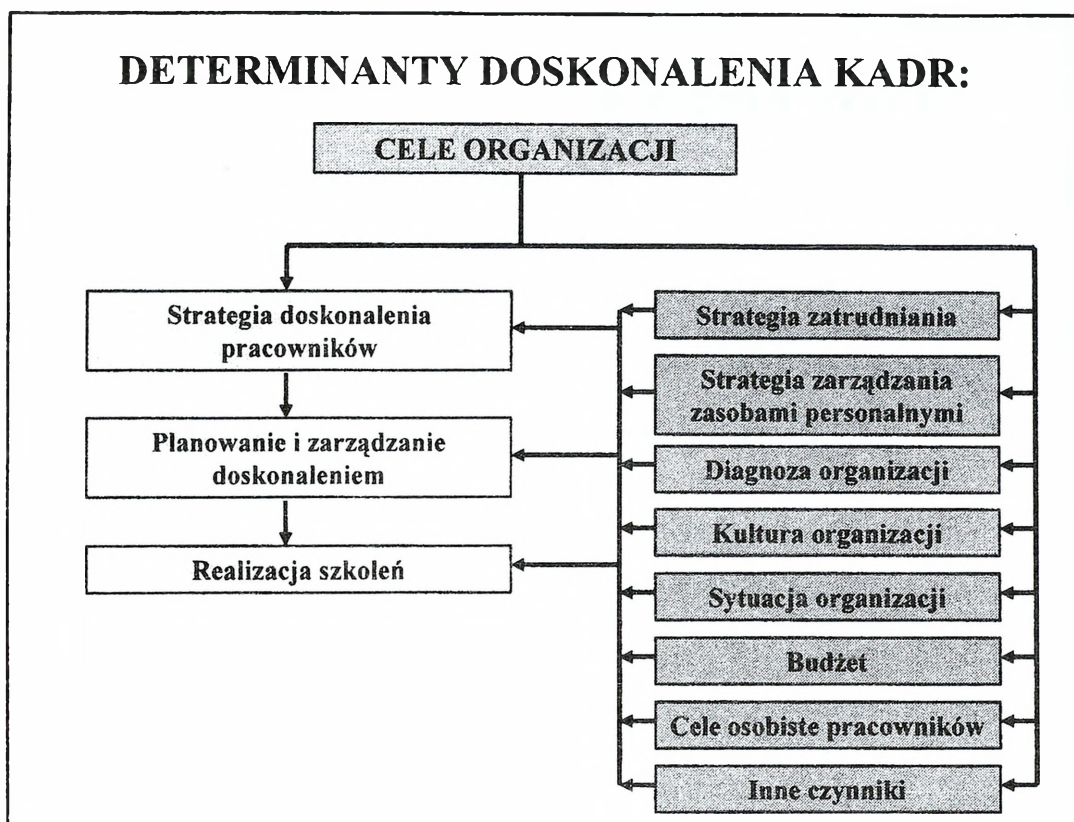 DETERMINANTY DOSKONALENIA KADR:
CELE ORGANIZACJI
Strategia doskonalenia
pracowników
Planowanie i zarządzanie
doskonaleniem
Realizacja szkoleń
Strategia zatrudniania
Strategia zarządzania
zasobami personalnymi
Diagnoza organizacji
Kultura organizacji
Sytuacja organizacji
Budżet
Cele osobiste pracowników
Inne czynniki